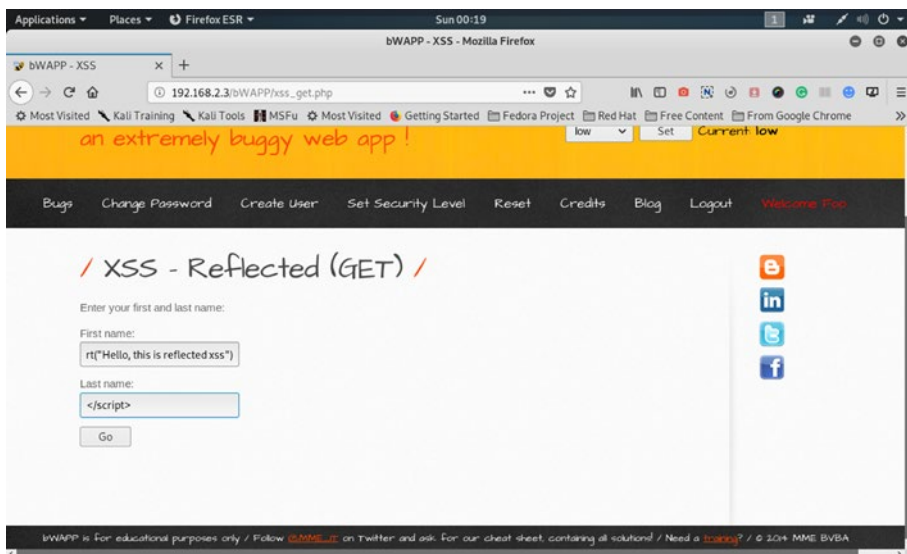 Applications ▾ Places ▾ Firefox ESR ▾ Sun 00:19 1
bWAPP - XSS - Mozilla Firefox
bWAPP - XSS × +
192.168.2.3/bWAPP/xss_get.php ...
Most Visited Kali Training Kali Tools MSFu Most Visited Getting Started Fedora Project Red Hat Free Content From Google Chrome »
an extremely buggy web app ! low Set Current: low
Bugs Change Password Create User Set Security Level Reset Credits Blog Logout Welcome Foo
/ XSS - Reflected (GET) /
Enter your first and last name:
First name:
rt("Hello, this is reflected xss")
Last name:
</script>
Go
bWAPP is for educational purposes only / Follow @MME_IT on Twitter and ask for our cheat sheet, containing all solutions! / Need a training? / © 2014 MME BVBA